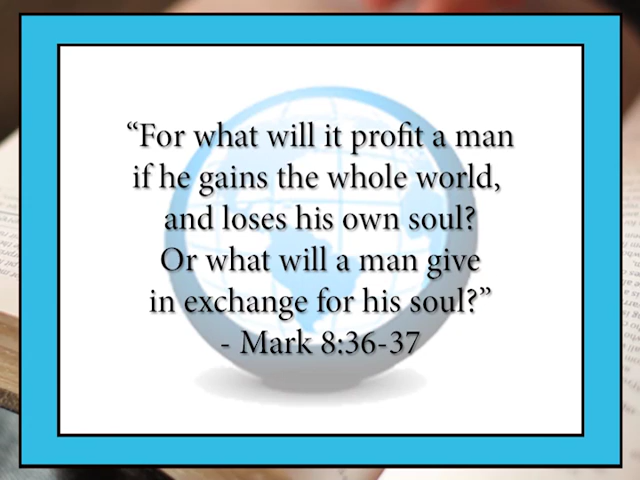 “For what will it profit a man
if he gains the whole world,
and loses his own soul?
Or what will a man give
in exchange for his soul?”
- Mark 8:36-37